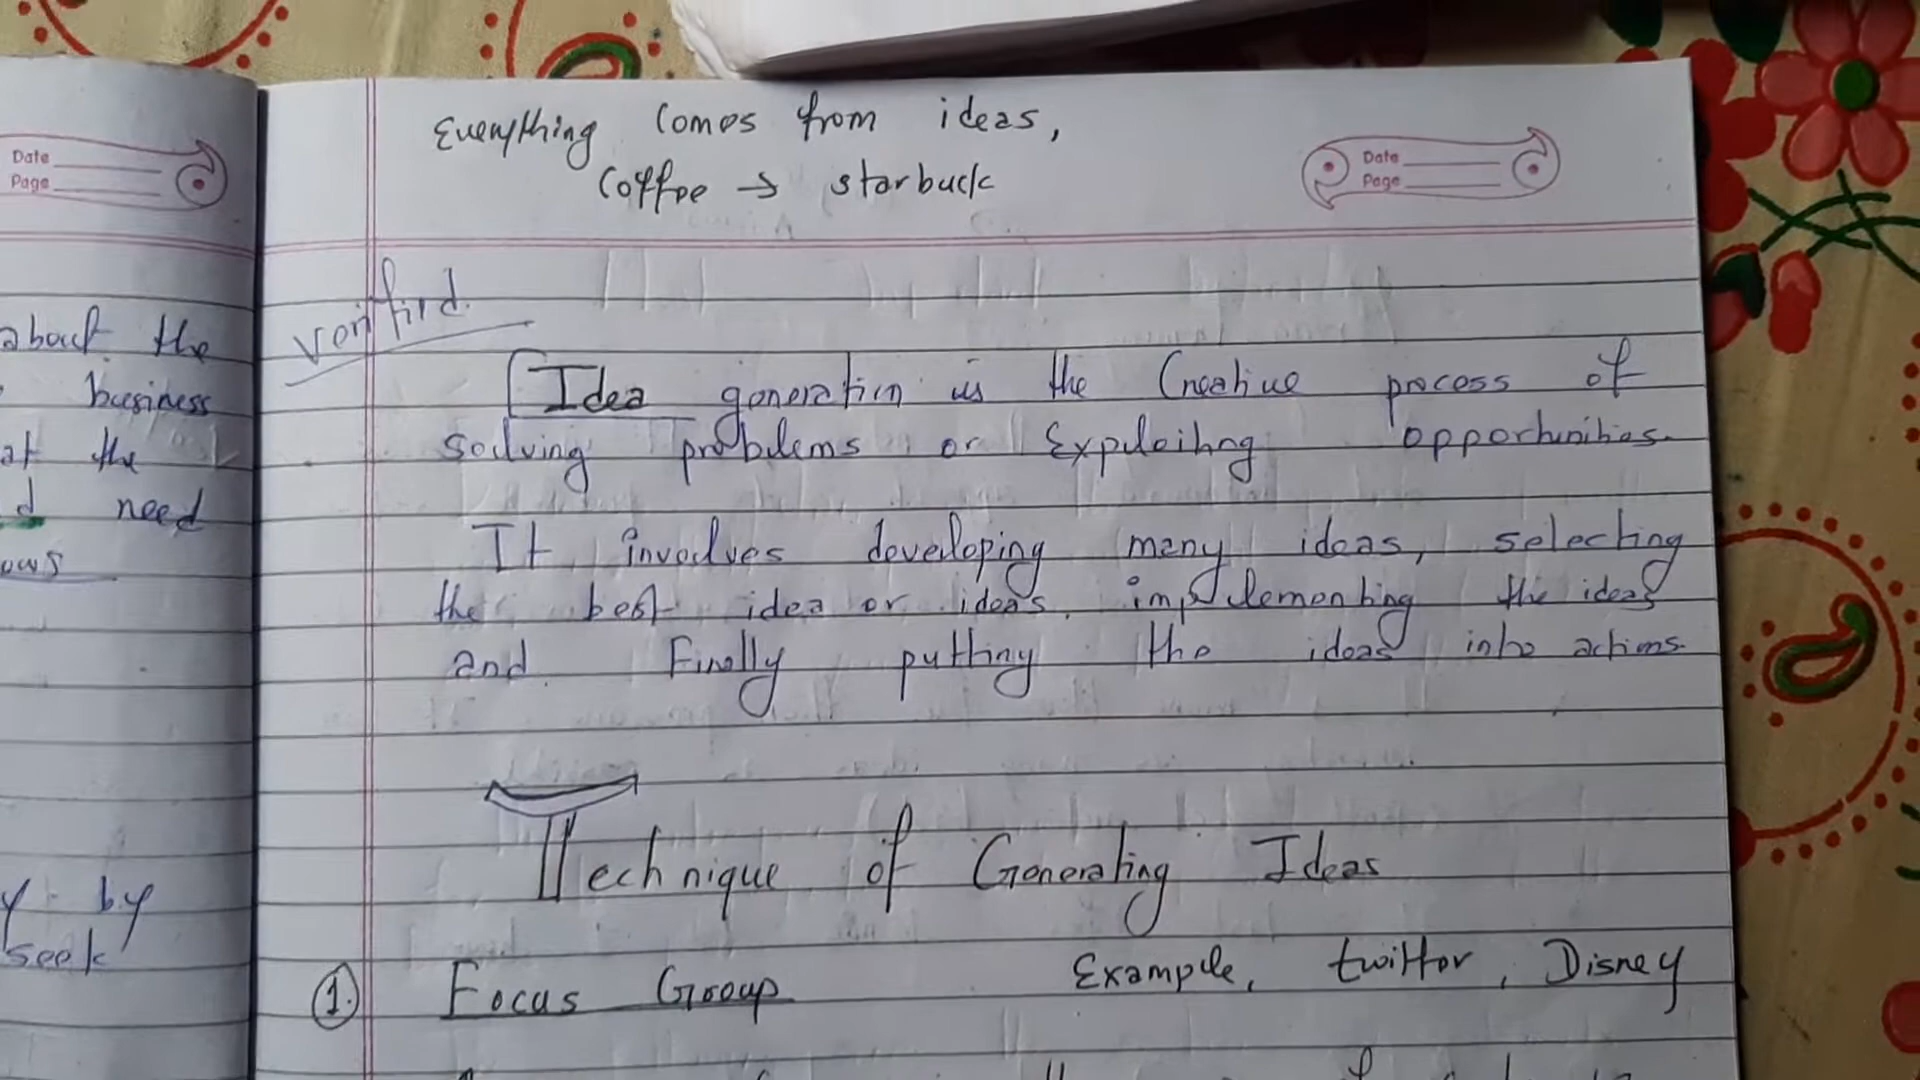 Everything comes from ideas,
Coffee → starbuck
Date
Page
Date
Page
verified
about the
business
at the
d need
ows
y by
seek
Idea generation is the Creative process of
solving problems or Exploiting opportunities.
It involves developing many ideas, selecting
the best idea or ideas, implementing the ideas
and Finally putting the ideas into actions.
Technique of Generating Ideas
1. Focus Group Example, twitter, Disney